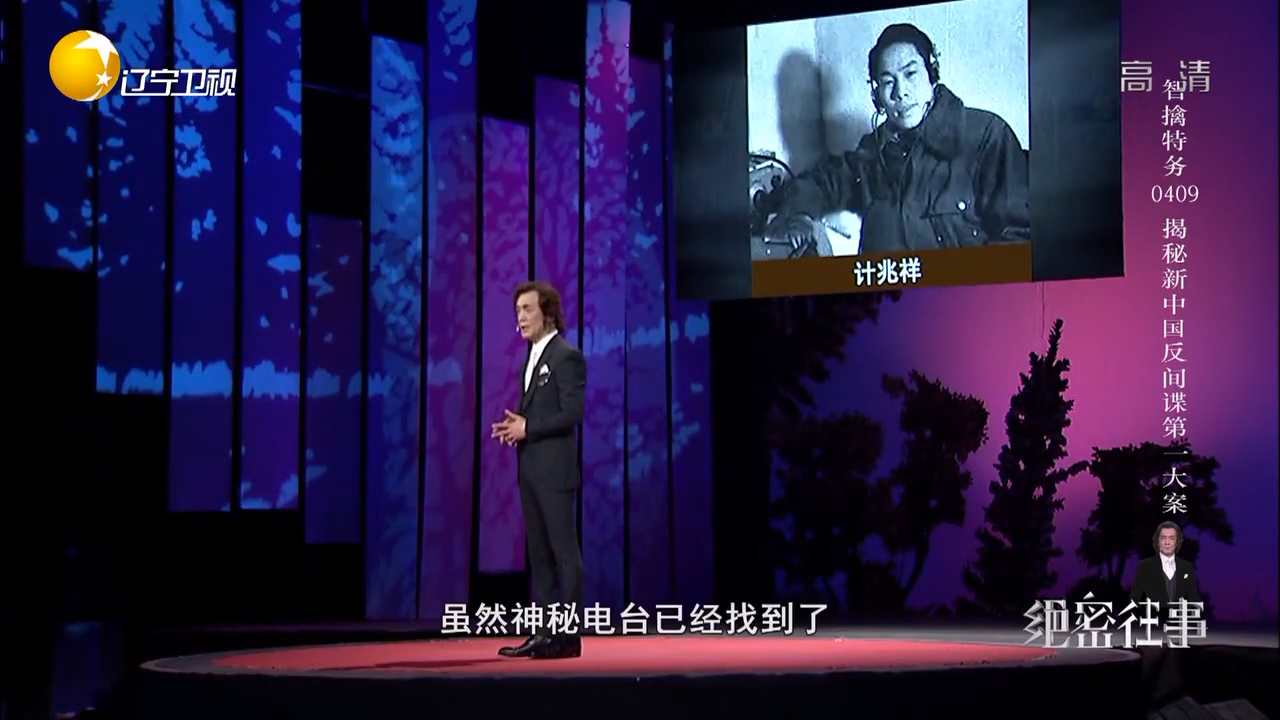 辽宁卫视
高清
智擒特务0409 揭秘新中国反间谍第一大案
计兆祥
虽然神秘电台已经找到了
绝密往事